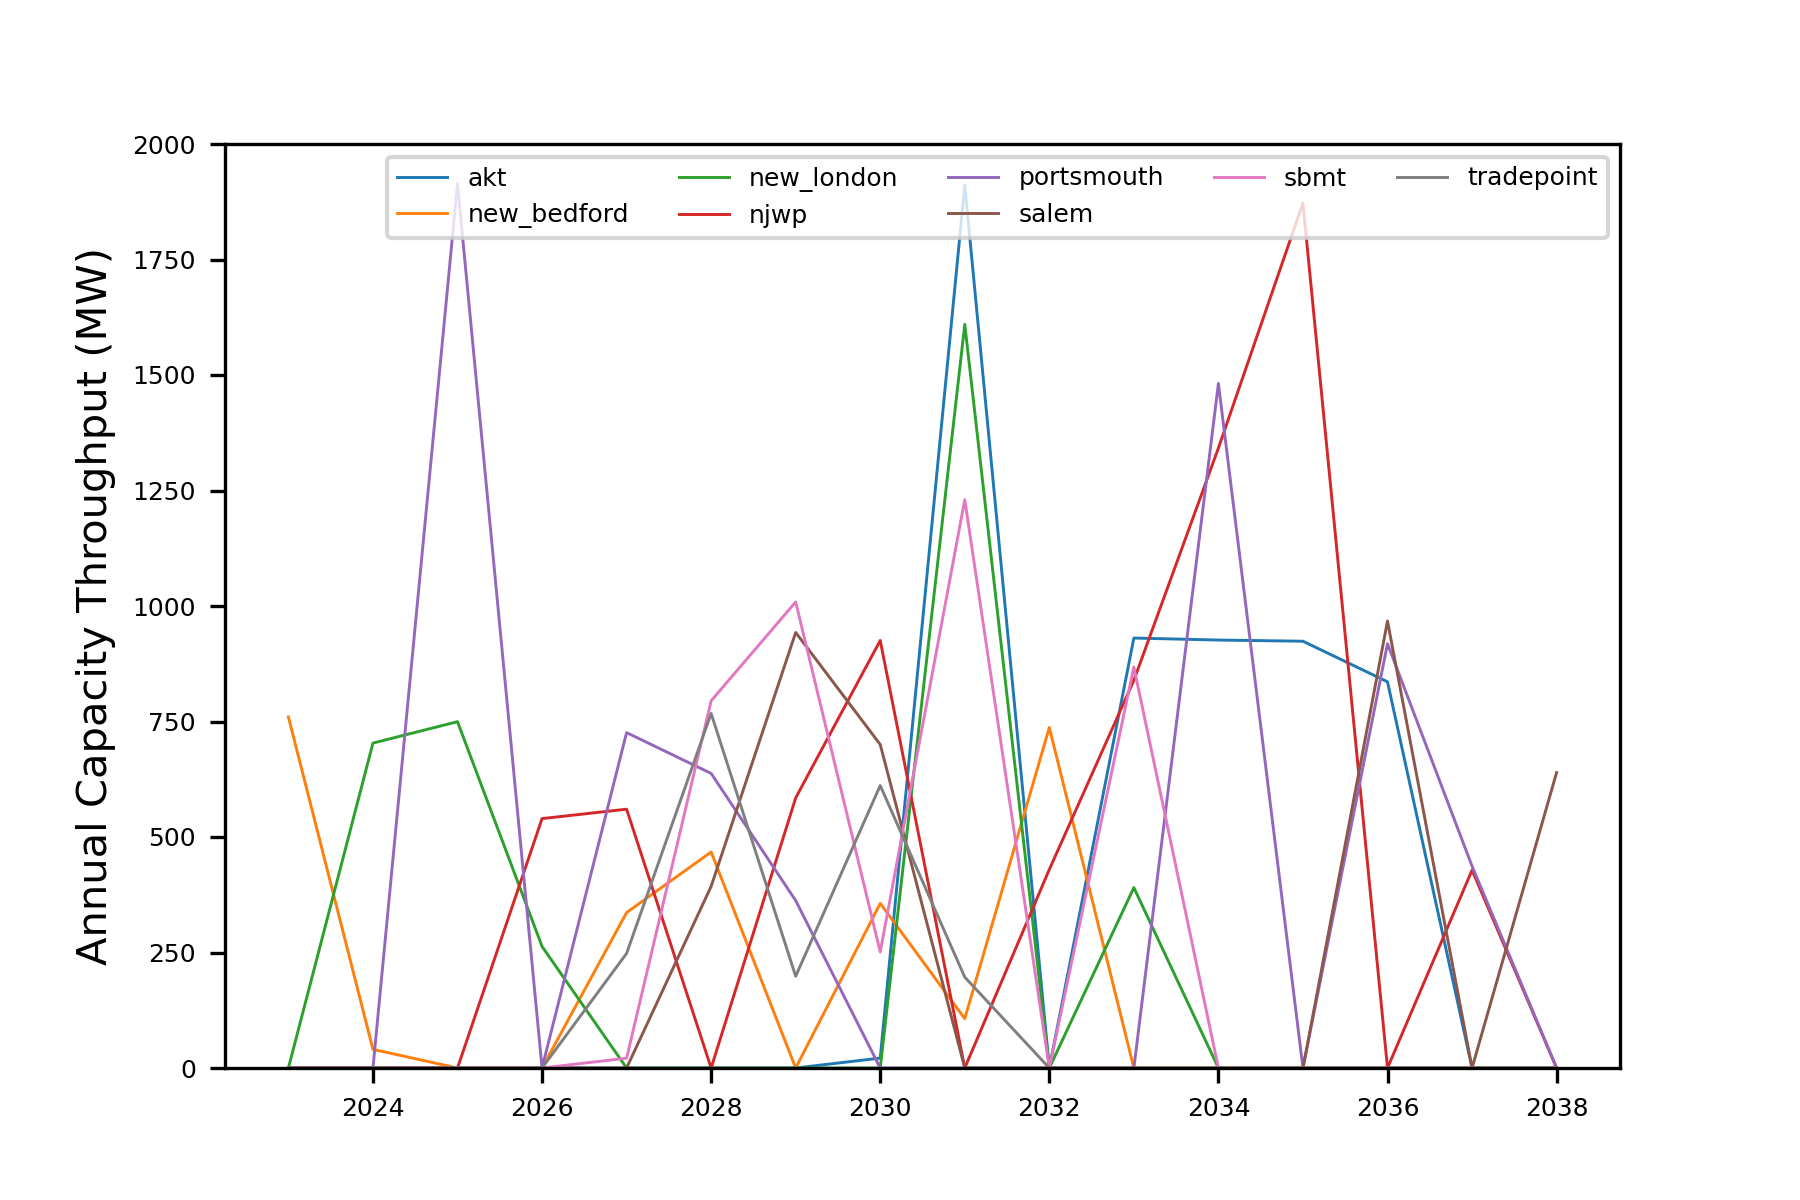 2000
1750
1500
1250
1000
750
500
250
0
Annual Capacity Throughput (MW)
akt new_london portsmouth sbmt tradepoint
new_bedford njwp salem
2024 2026 2028 2030 2032 2034 2036 2038